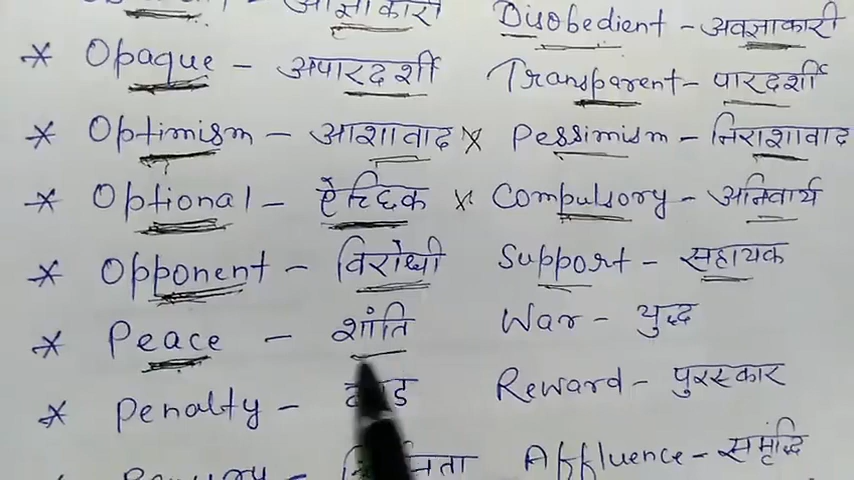 आज्ञाकारी Disobedient - अवज्ञाकारी
* Opaque - अपारदर्शी Transparent - पारदर्शी
* Optimism - आशावाद x Pessimism - निराशावाद
* Optional - ऐच्छिक x Compulsory - अनिवार्य
* Opponent - विरोधी Support - सहायक
* Peace - शांति War - युद्ध
* Penalty - Reward - पुरस्कार
Affluence - समृद्धि